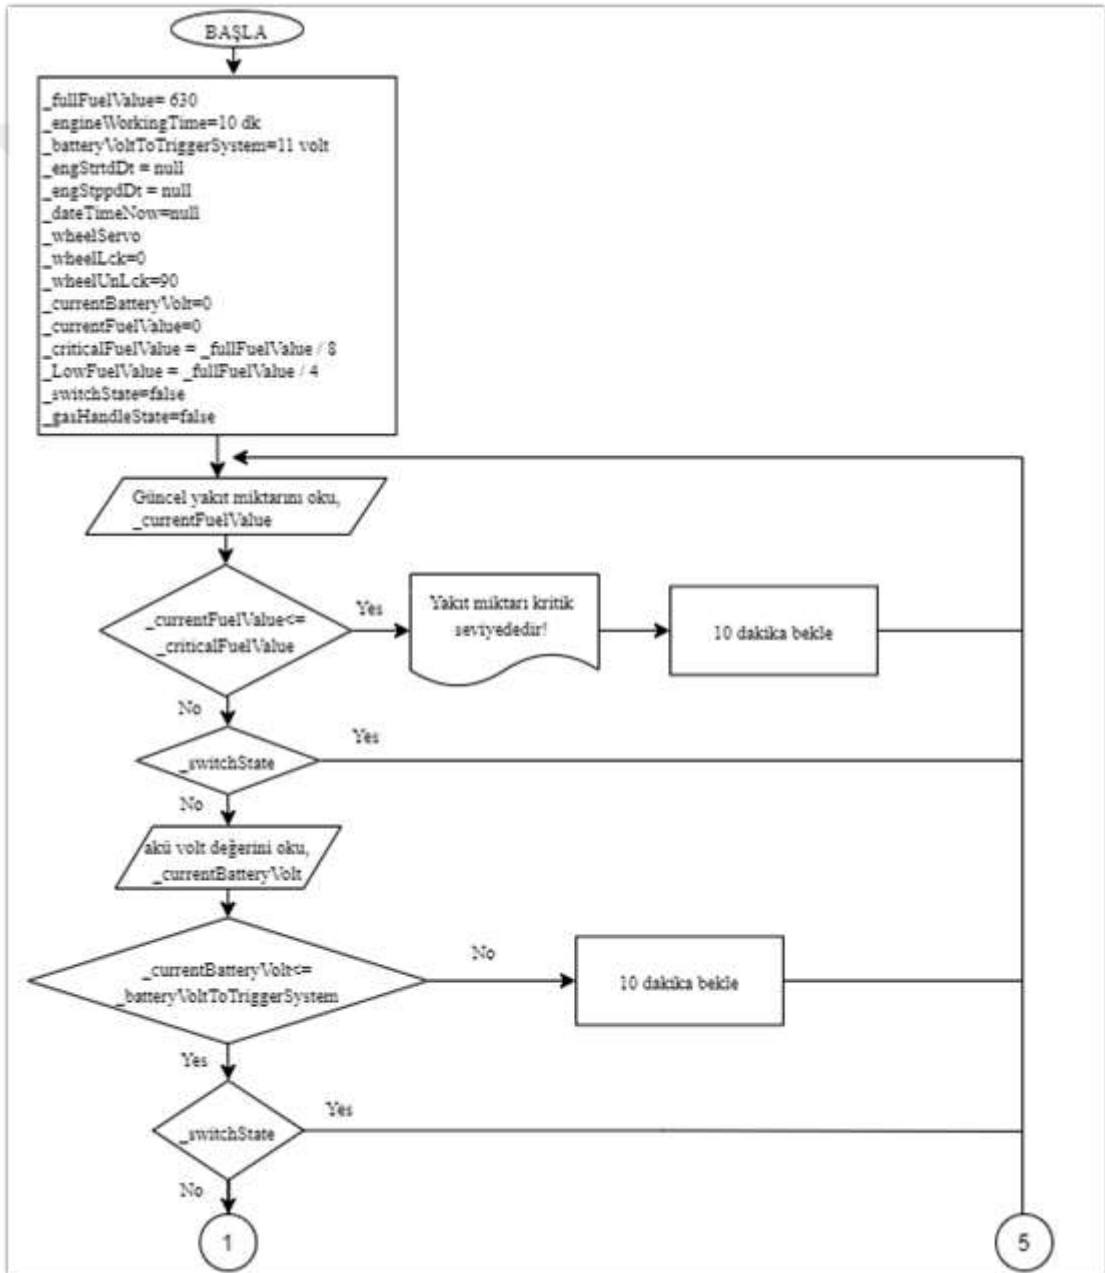 BAŞLA
_fullFuelValue= 630
_engineWorkingTime=10 dk
_batteryVoltToTriggerSystem=11 volt
_engStrtdDt = null
_engStppdDt = null
_dateTimeNow=null
_wheelServo
_wheelLck=0
_wheelUnLck=90
_currentBatteryVolt=0
_currentFuelValue=0
_criticalFuelValue = _fullFuelValue / 8
_LowFuelValue = _fullFuelValue / 4
_switchState=false
_gasHandleState=false
Güncel yakıt miktarını oku,
_currentFuelValue
_currentFuelValue<=
_criticalFuelValue
Yes
Yakıt miktarı kritik
seviyededir!
10 dakika bekle
No
_switchState
Yes
No
akü volt değerini oku,
_currentBatteryVolt
_currentBatteryVolt<=
_batteryVoltToTriggerSystem
No
10 dakika bekle
Yes
_switchState
Yes
No
1
5